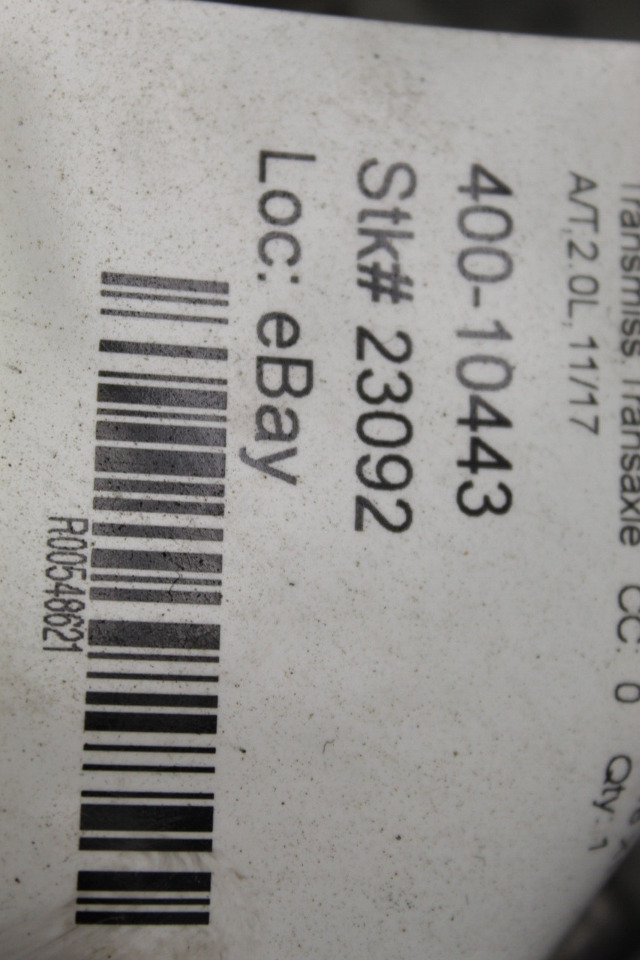 Transmiss, Transaxle CC: 0 Qty. 1
A/T, 2.0L, 11/17
400-10443
Stk# 23092
Loc: eBay
R00548621